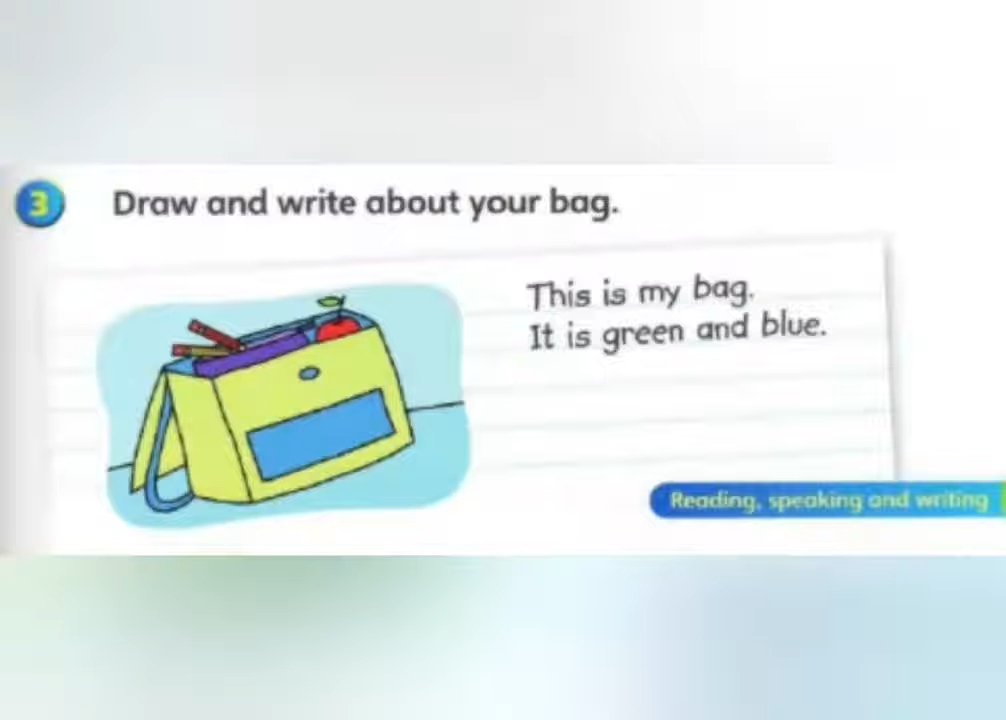 3 Draw and write about your bag.
This is my bag.
It is green and blue.
Reading, speaking and writing